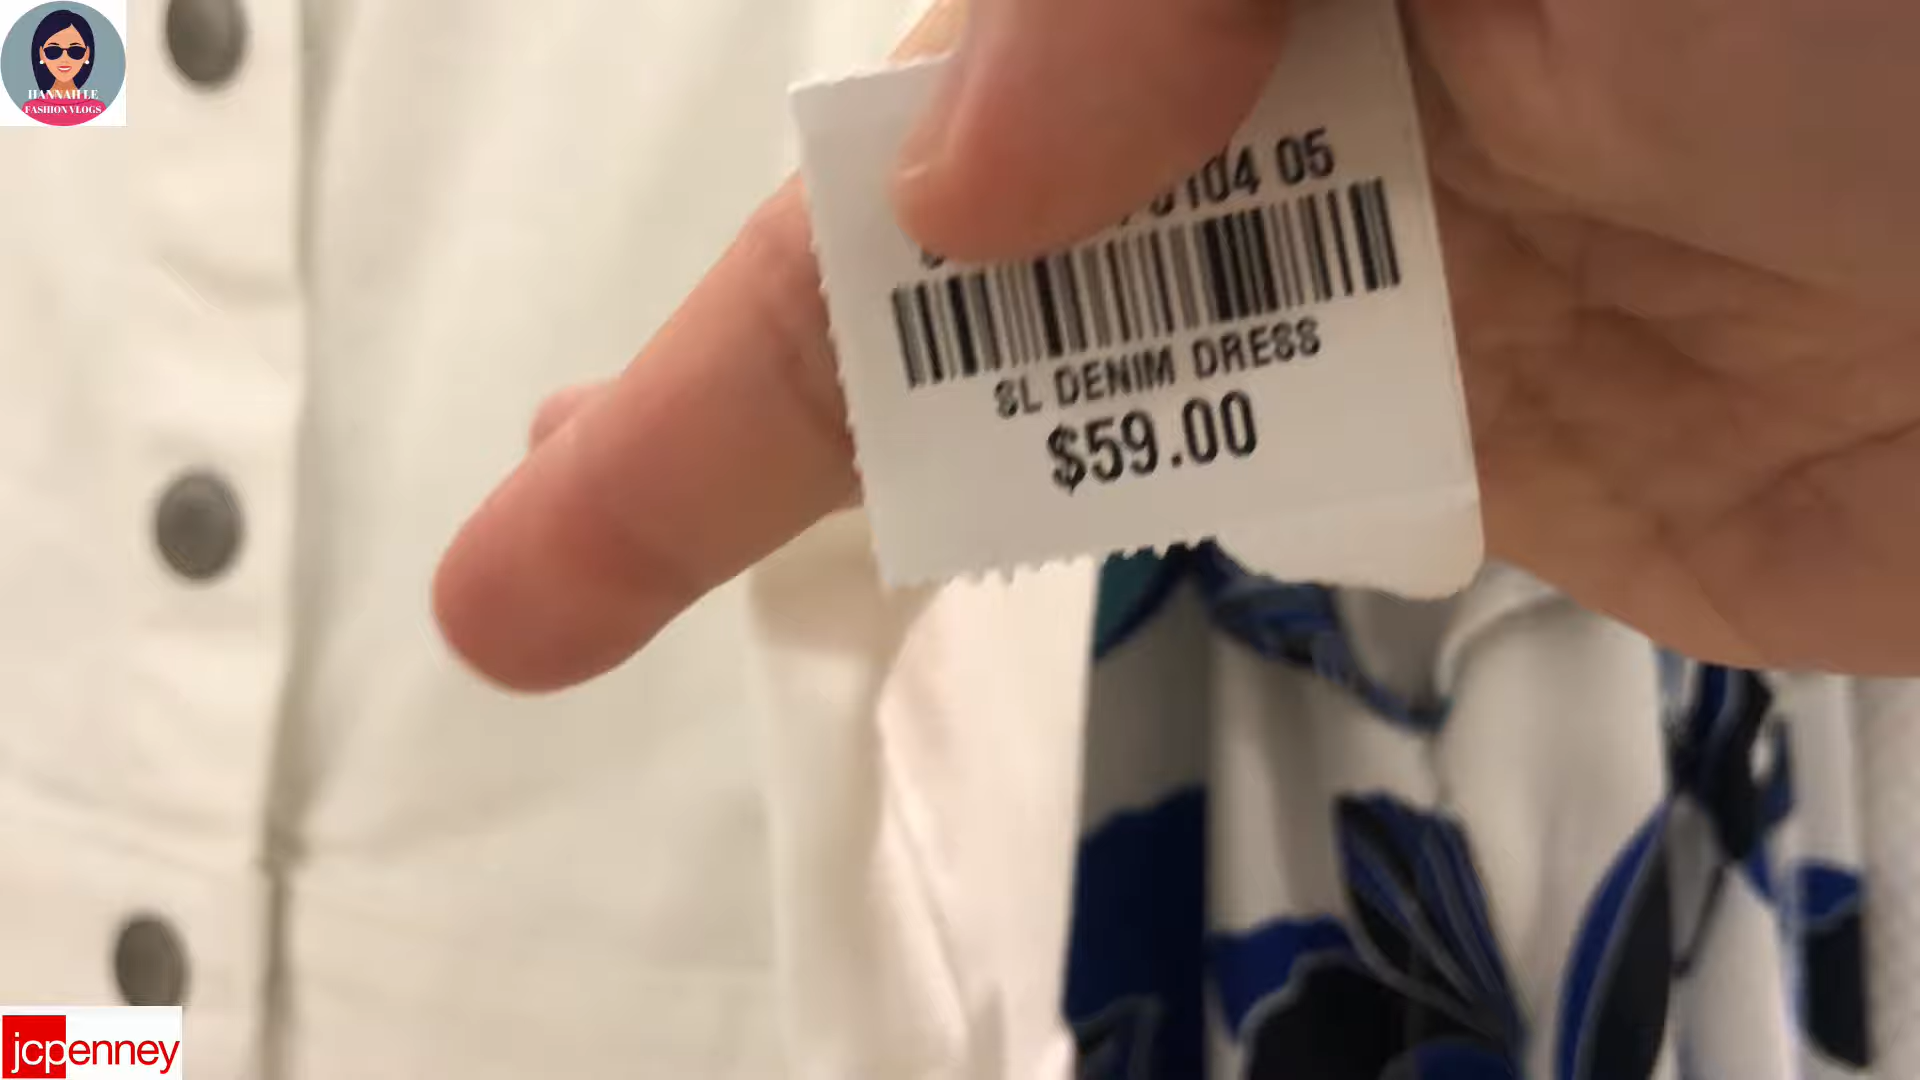 HANNAH LE
FASHION VLOGS
104 05
SL DENIM DRESS
$59.00
jcpenney